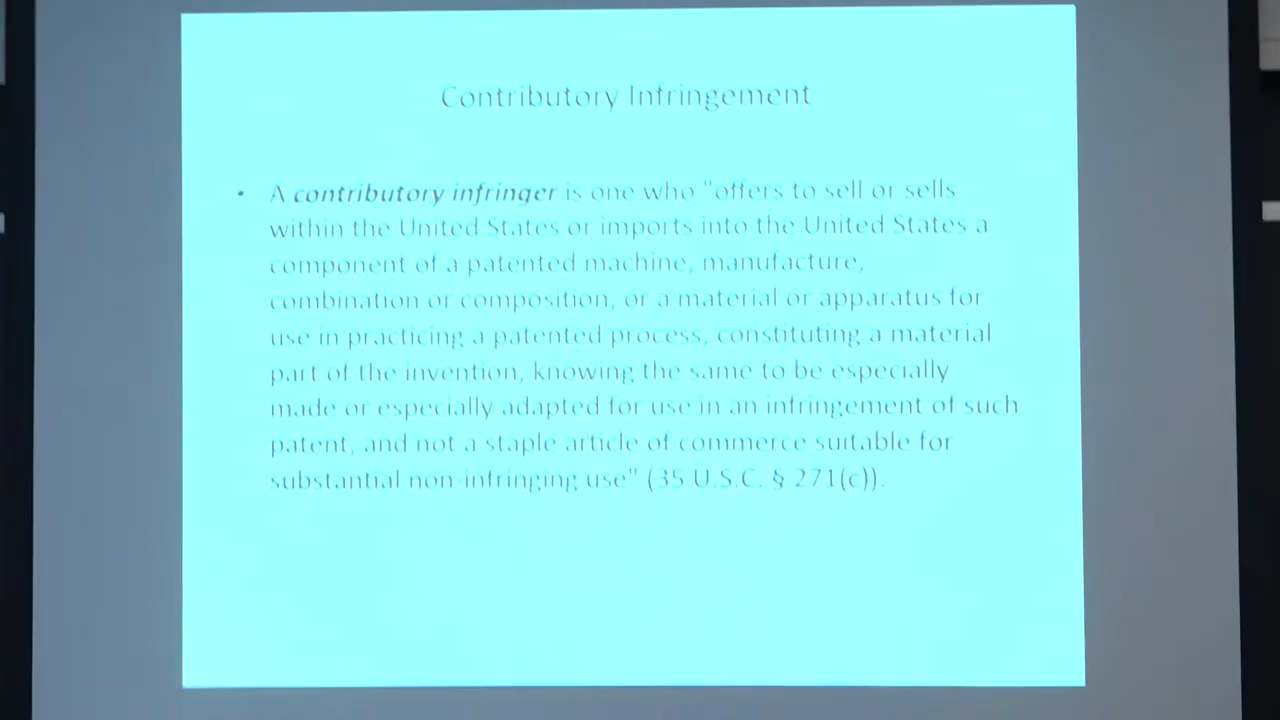 Contributory Infringement
• A contributory infringer is one who "offers to sell or sells
within the United States or imports into the United States a
component of a patented machine, manufacture,
combination or composition, or a material or apparatus for
use in practicing a patented process, constituting a material
part of the invention, knowing the same to be especially
made or especially adapted for use in an infringement of such
patent, and not a staple article of commerce suitable for
substantial non-infringing use" (35 U.S.C. § 271(c)).